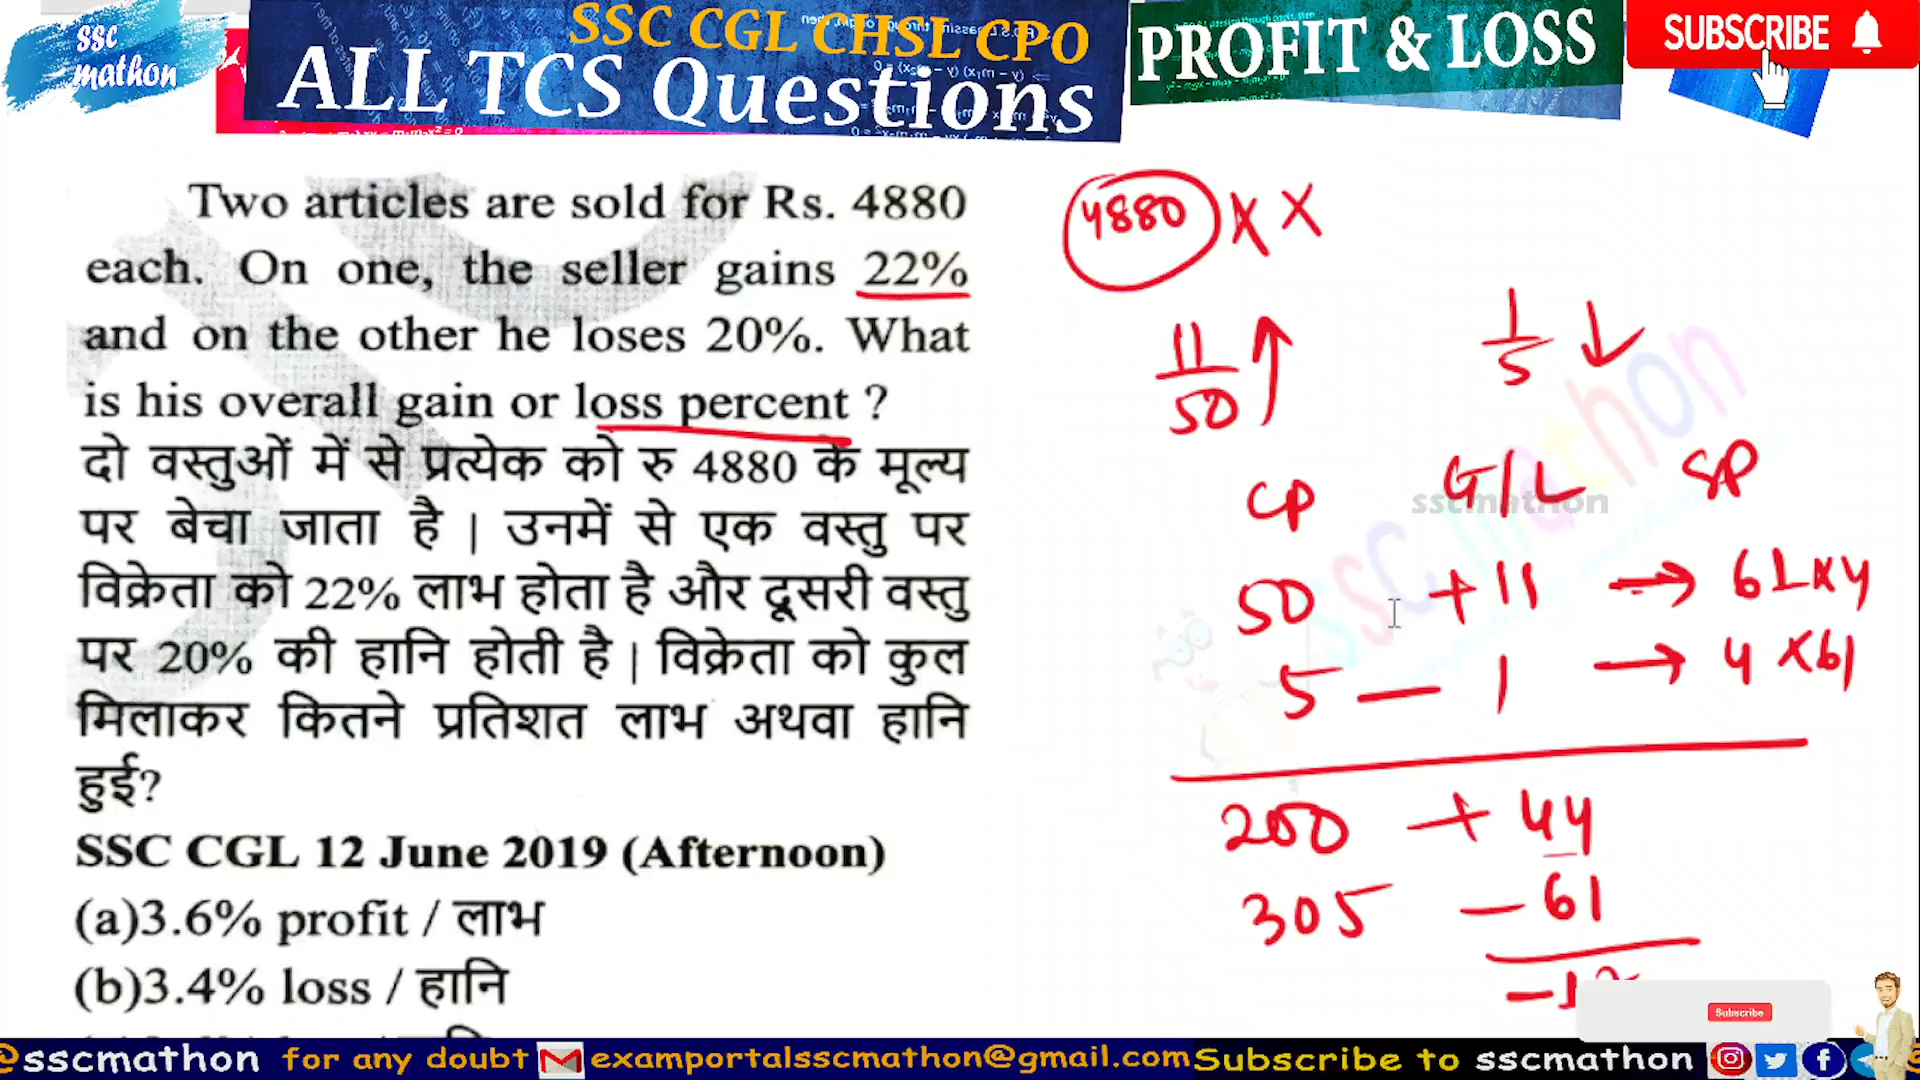 SSC mathon
SSC CGL CHSL CPO
ALL TCS Questions
PROFIT & LOSS
SUBSCRIBE
Two articles are sold for Rs. 4880
each. On one, the seller gains 22%
and on the other he loses 20%. What
is his overall gain or loss percent ?
दो वस्तुओं में से प्रत्येक को रु 4880 के मूल्य
पर बेचा जाता है | उनमें से एक वस्तु पर
विक्रेता को 22% लाभ होता है और दूसरी वस्तु
पर 20% की हानि होती है | विक्रेता को कुल
मिलाकर कितने प्रतिशत लाभ अथवा हानि
हुई?
SSC CGL 12 June 2019 (Afternoon)
(a)3.6% profit / लाभ
(b)3.4% loss / हानि
4880 X X
11/50 ↑ 1/5 ↓
CP G/L SP
sscmathon
50 +11 → 61x4
5 — 1 → 4 x61
200 + 44
305 — 61
Subscribe
@sscmathon for any doubt examportalsscmathon@gmail.com Subscribe to sscmathon